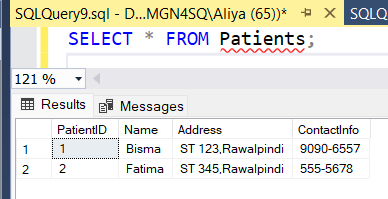 SQLQuery9.sql - D...MGN4SQ\Aliya (65))* SQLQ
SELECT * FROM Patients;
121 %
Results Messages
PatientID Name Address ContactInfo
1 1 Bisma ST 123,Rawalpindi 9090-6557
2 2 Fatima ST 345,Rawalpindi 555-5678